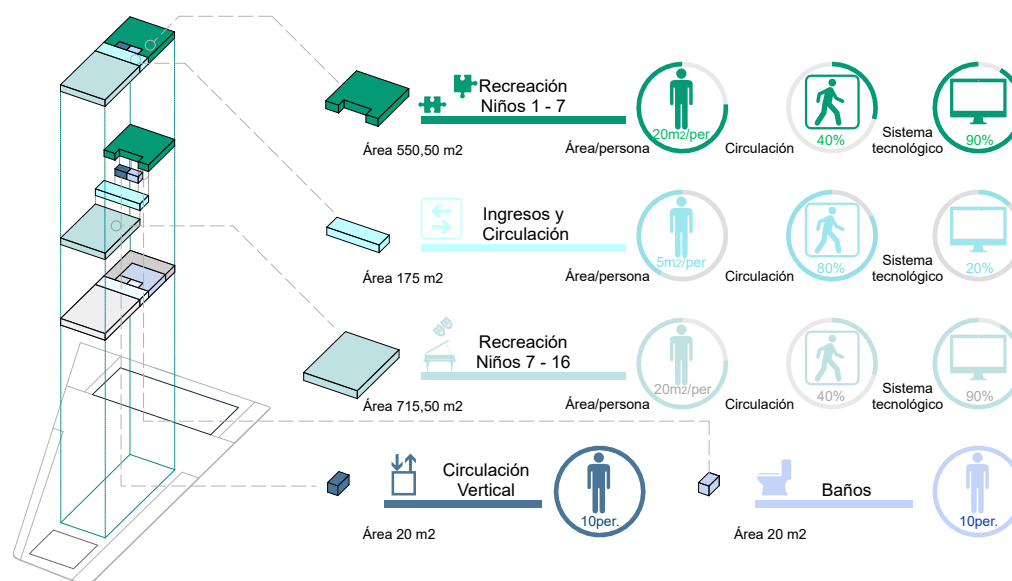 Recreación
Niños 1 - 7
Área 550,50 m2
Área/persona
20m2/per
Circulación
40%
Sistema
tecnológico
90%
Ingresos y
Circulación
Área 175 m2
Área/persona
5m2/per
Circulación
80%
Sistema
tecnológico
20%
Recreación
Niños 7 - 16
Área 715,50 m2
Área/persona
20m2/per
Circulación
40%
Sistema
tecnológico
90%
Circulación
Vertical
Área 20 m2
10per.
Baños
Área 20 m2
10per.